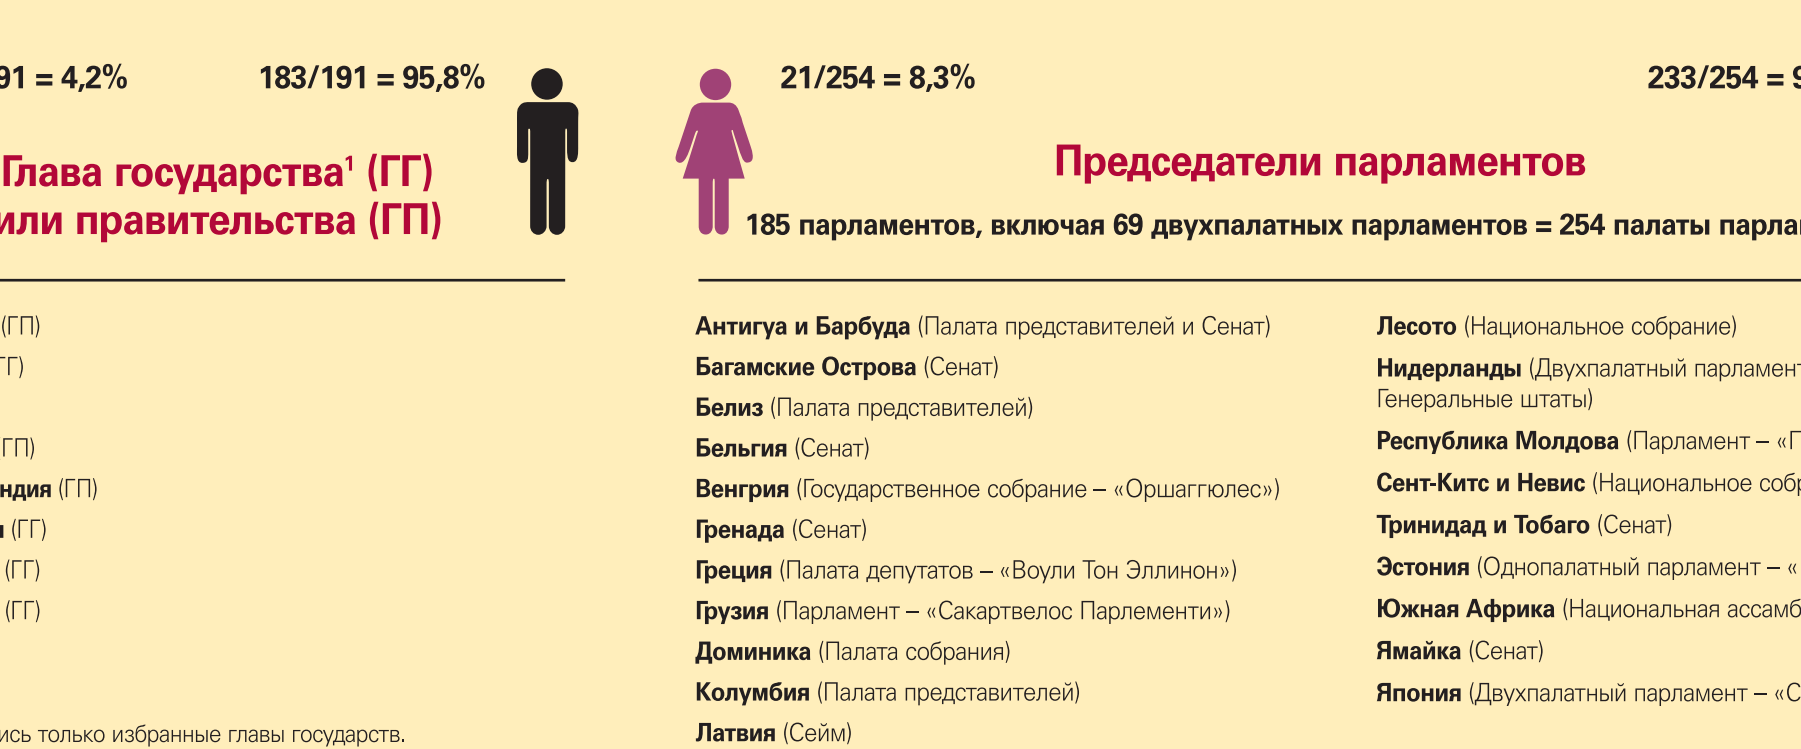 91 = 4,2%
183/191 = 95,8%
Глава государства¹ (ГГ)
или правительства (ГП)
(ГП)
ГГ)
(ГП)
ндия (ГП)
(ГГ)
(ГГ)
(ГГ)
ись только избранные главы государств.
21/254 = 8,3%
233/254 = 9
Председатели парламентов
185 парламентов, включая 69 двухпалатных парламентов = 254 палаты парла
Антигуа и Барбуда (Палата представителей и Сенат)
Багамские Острова (Сенат)
Белиз (Палата представителей)
Бельгия (Сенат)
Венгрия (Государственное собрание – «Оршаггюлес»)
Гренада (Сенат)
Греция (Палата депутатов – «Воули Тон Эллинон»)
Грузия (Парламент – «Сакартвелос Парлементи»)
Доминика (Палата собрания)
Колумбия (Палата представителей)
Латвия (Сейм)
Лесото (Национальное собрание)
Нидерланды (Двухпалатный парламент
Генеральные штаты)
Республика Молдова (Парламент – «П
Сент-Китс и Невис (Национальное собр
Тринидад и Тобаго (Сенат)
Эстония (Однопалатный парламент – «
Южная Африка (Национальная ассамб
Ямайка (Сенат)
Япония (Двухпалатный парламент – «С